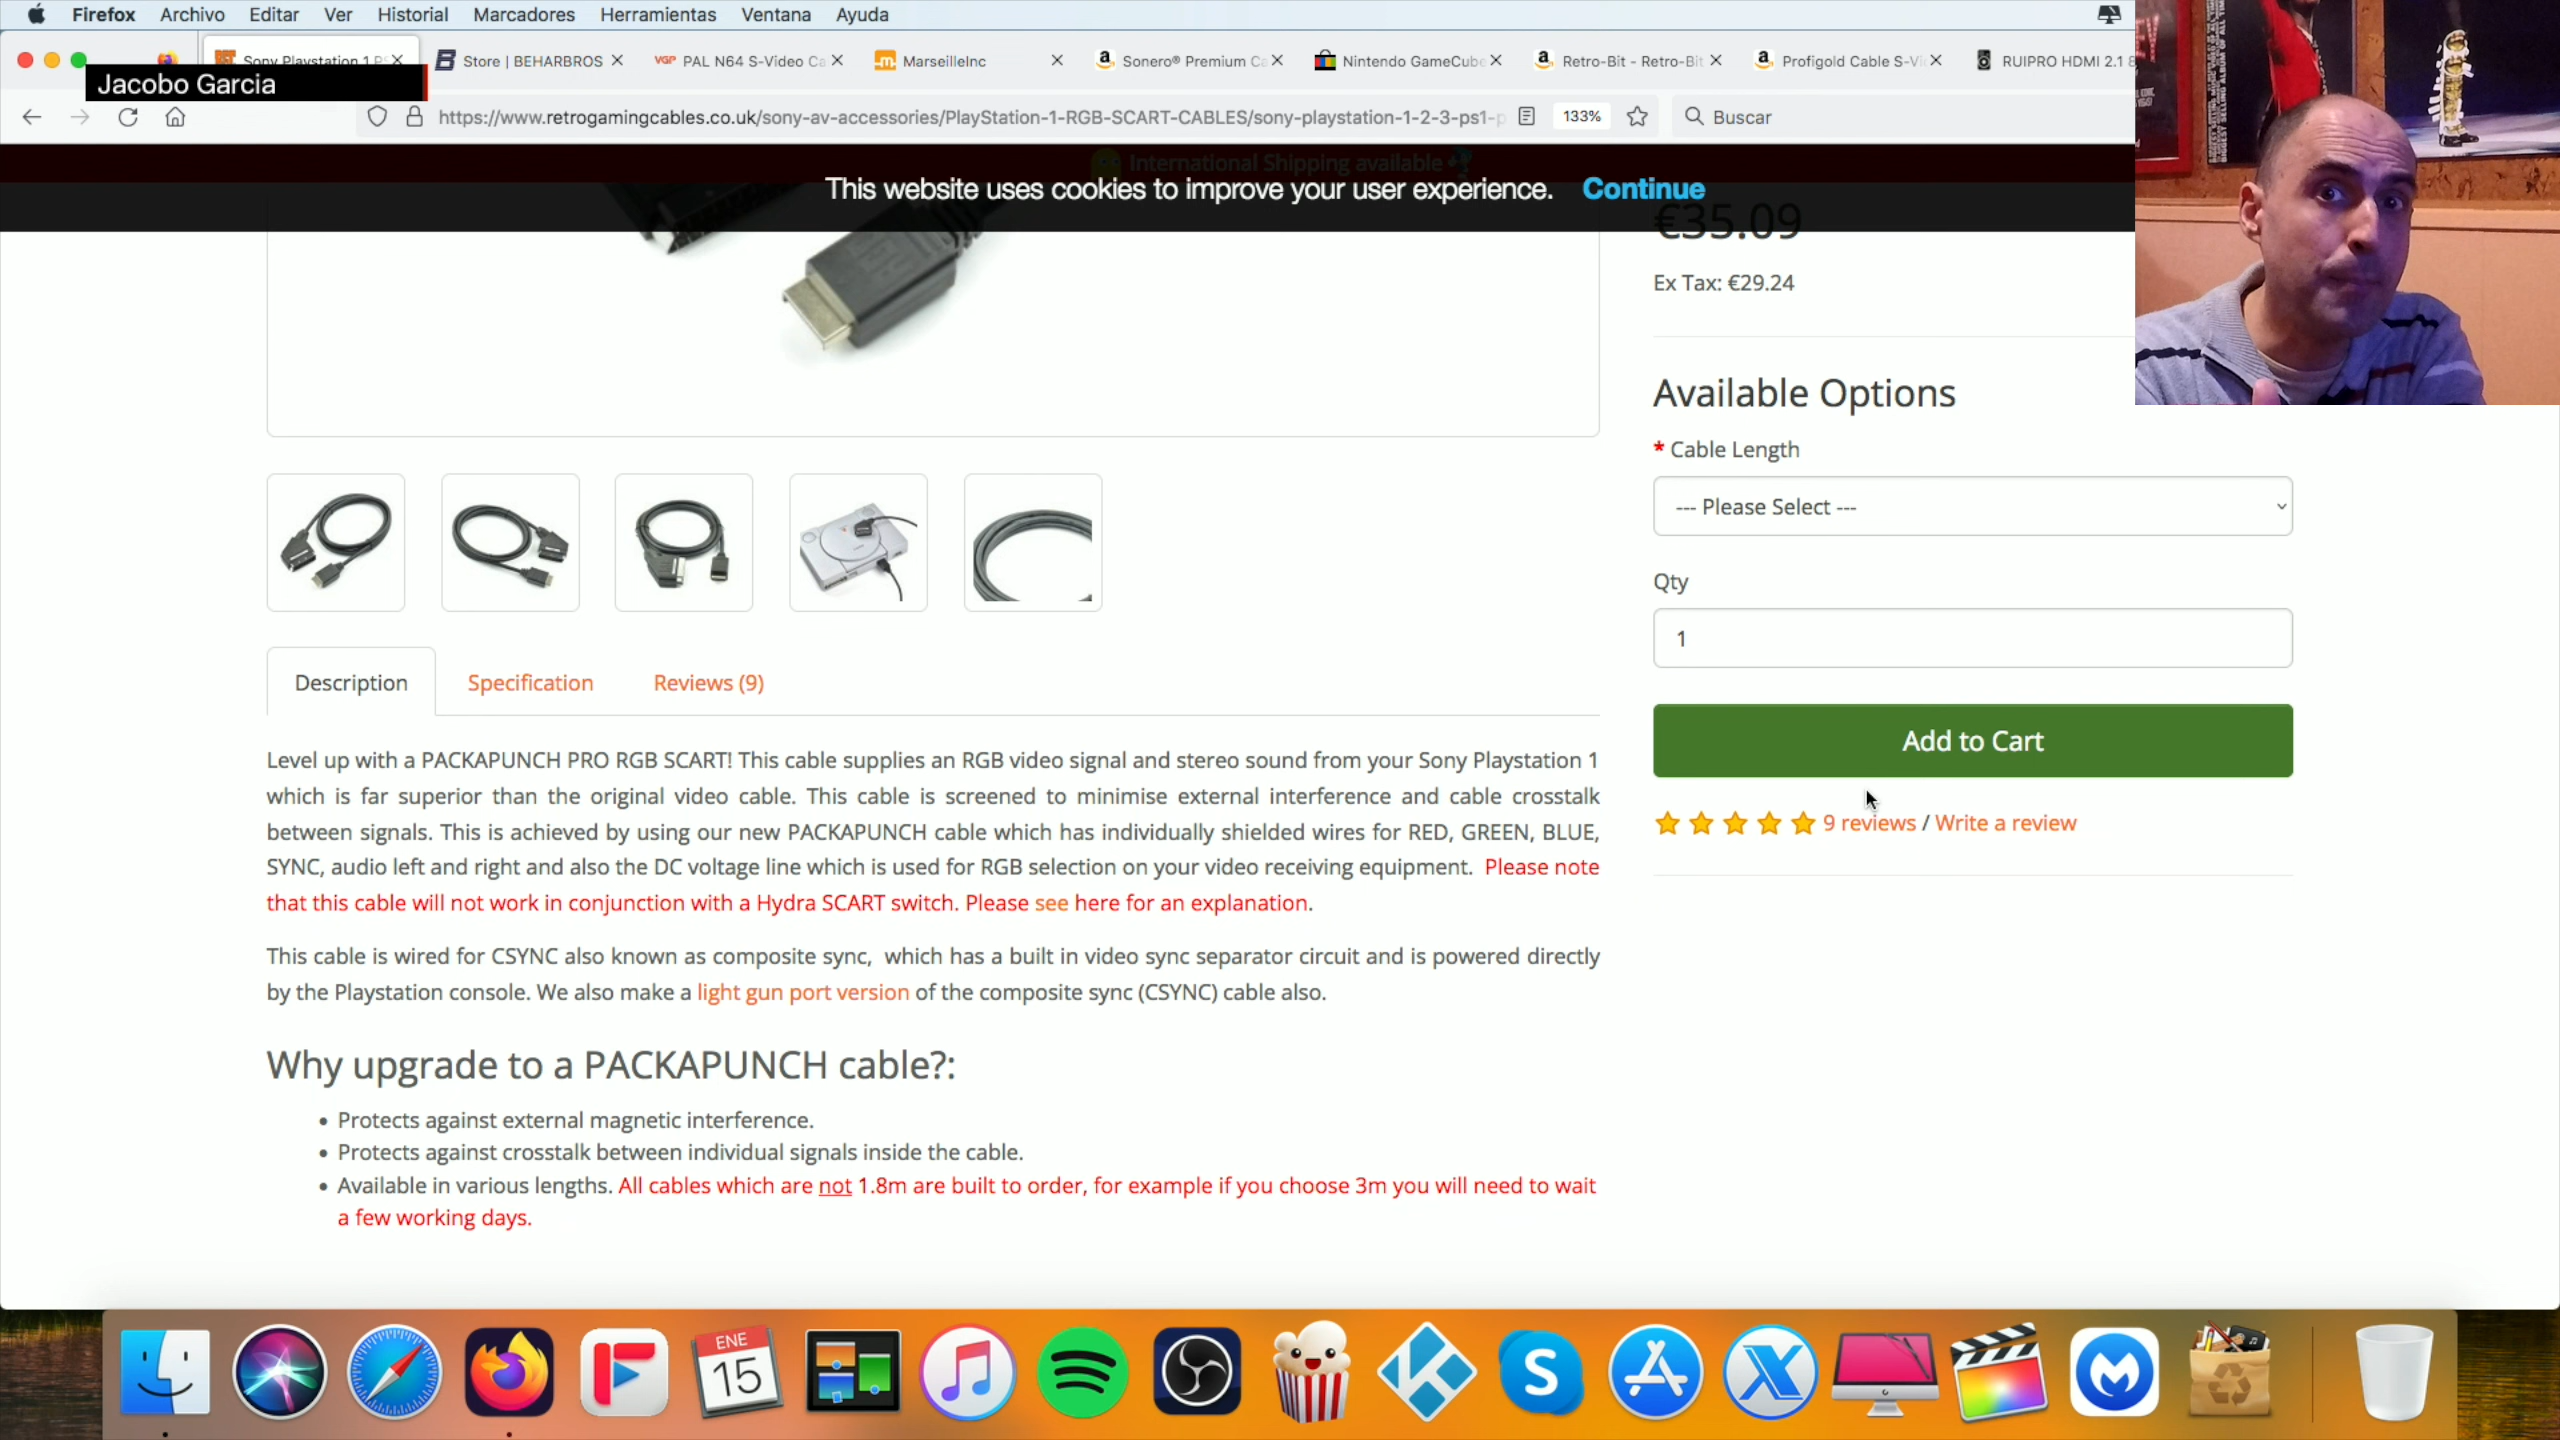 Firefox Archivo Editar Ver Historial Marcadores Herramientas Ventana Ayuda
Sony Playstation 1 PS Store | BEHARBROS PAL N64 S-Video Ca MarseilleInc Sonero® Premium Ca Nintendo GameCube Retro-Bit - Retro-Bit Profigold Cable S-Vi RUIPRO HDMI 2.1 8
Jacobo Garcia
https://www.retrogamingcables.co.uk/sony-av-accessories/PlayStation-1-RGB-SCART-CABLES/sony-playstation-1-2-3-ps1-p 133% Buscar
International Shipping available
This website uses cookies to improve your user experience. Continue
€35.09
Ex Tax: €29.24
Available Options
* Cable Length
--- Please Select ---
Qty
1
Add to Cart
9 reviews / Write a review
Description Specification Reviews (9)
Level up with a PACKAPUNCH PRO RGB SCART! This cable supplies an RGB video signal and stereo sound from your Sony Playstation 1
which is far superior than the original video cable. This cable is screened to minimise external interference and cable crosstalk
between signals. This is achieved by using our new PACKAPUNCH cable which has individually shielded wires for RED, GREEN, BLUE,
SYNC, audio left and right and also the DC voltage line which is used for RGB selection on your video receiving equipment. Please note
that this cable will not work in conjunction with a Hydra SCART switch. Please see here for an explanation.
This cable is wired for CSYNC also known as composite sync, which has a built in video sync separator circuit and is powered directly
by the Playstation console. We also make a light gun port version of the composite sync (CSYNC) cable also.
Why upgrade to a PACKAPUNCH cable?:
• Protects against external magnetic interference.
• Protects against crosstalk between individual signals inside the cable.
• Available in various lengths. All cables which are not 1.8m are built to order, for example if you choose 3m you will need to wait
a few working days.
ENE
15